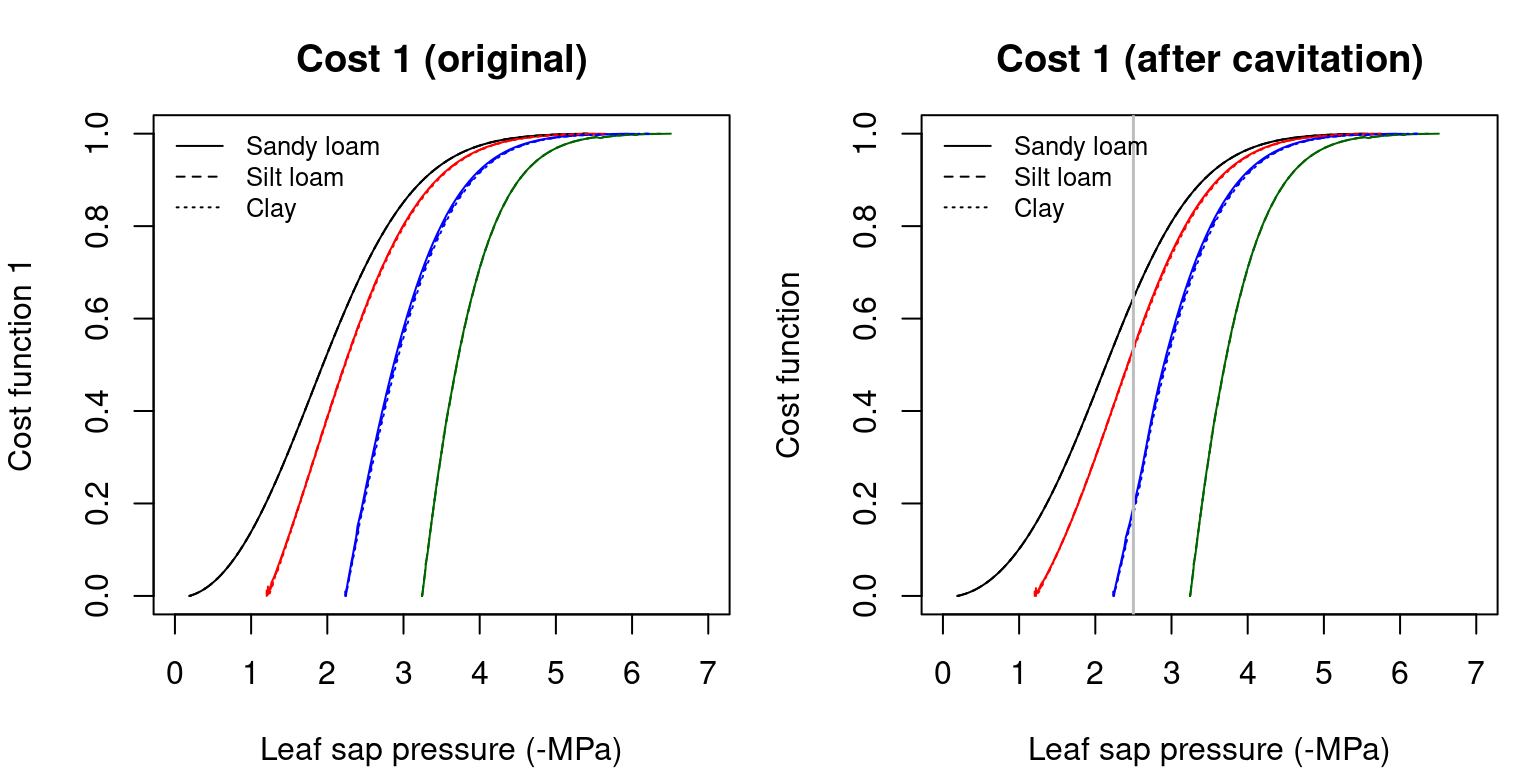 Cost 1 (original)
Cost function 1
1.0
0.8
0.6
0.4
0.2
0.0
Sandy loam
Silt loam
Clay
0 1 2 3 4 5 6 7
Leaf sap pressure (-MPa)
Cost 1 (after cavitation)
Cost function
1.0
0.8
0.6
0.4
0.2
0.0
Sandy loam
Silt loam
Clay
0 1 2 3 4 5 6 7
Leaf sap pressure (-MPa)